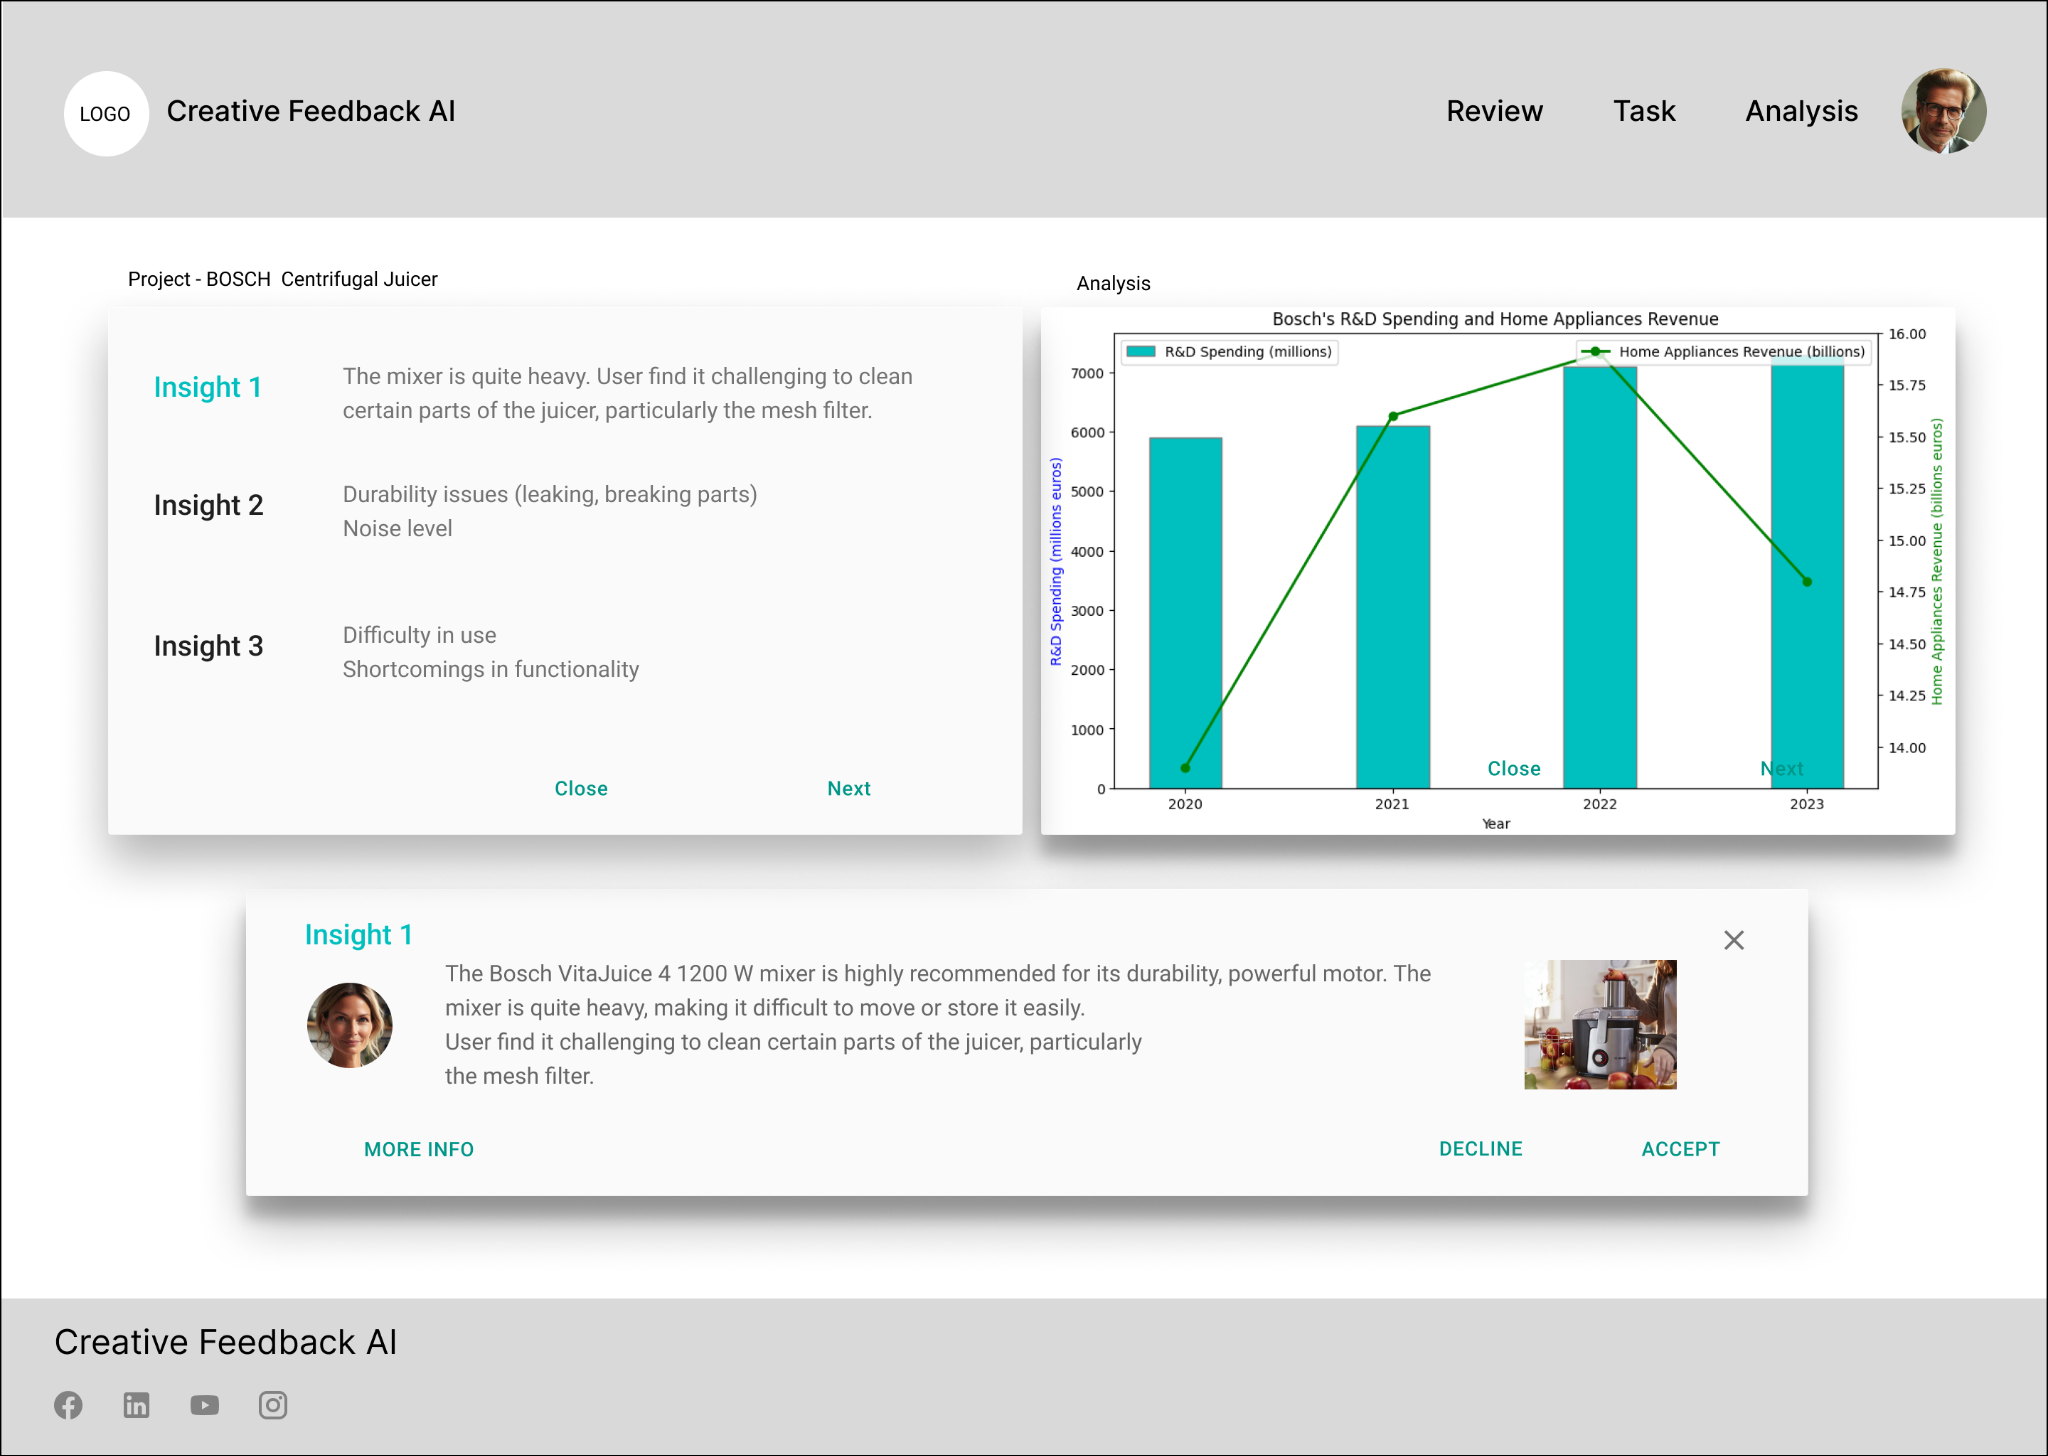 LOGO
Creative Feedback AI
Review
Task
Analysis
Project - BOSCH Centrifugal Juicer
Insight 1
The mixer is quite heavy. User find it challenging to clean
certain parts of the juicer, particularly the mesh filter.
Insight 2
Durability issues (leaking, breaking parts)
Noise level
Insight 3
Difficulty in use
Shortcomings in functionality
Close
Next
Analysis
Bosch's R&D Spending and Home Appliances Revenue
R&D Spending (millions)
Home Appliances Revenue (billions)
R&D Spending (millions euros)
7000
6000
5000
4000
3000
2000
1000
0
16.00
15.75
15.50
15.25
15.00
14.75
14.50
14.25
14.00
Home Appliances Revenue (billions euros)
Close
Next
2020
2021
2022
2023
Year
Insight 1
The Bosch VitaJuice 4 1200 W mixer is highly recommended for its durability, powerful motor. The
mixer is quite heavy, making it difficult to move or store it easily.
User find it challenging to clean certain parts of the juicer, particularly
the mesh filter.
MORE INFO
DECLINE
ACCEPT
Creative Feedback AI